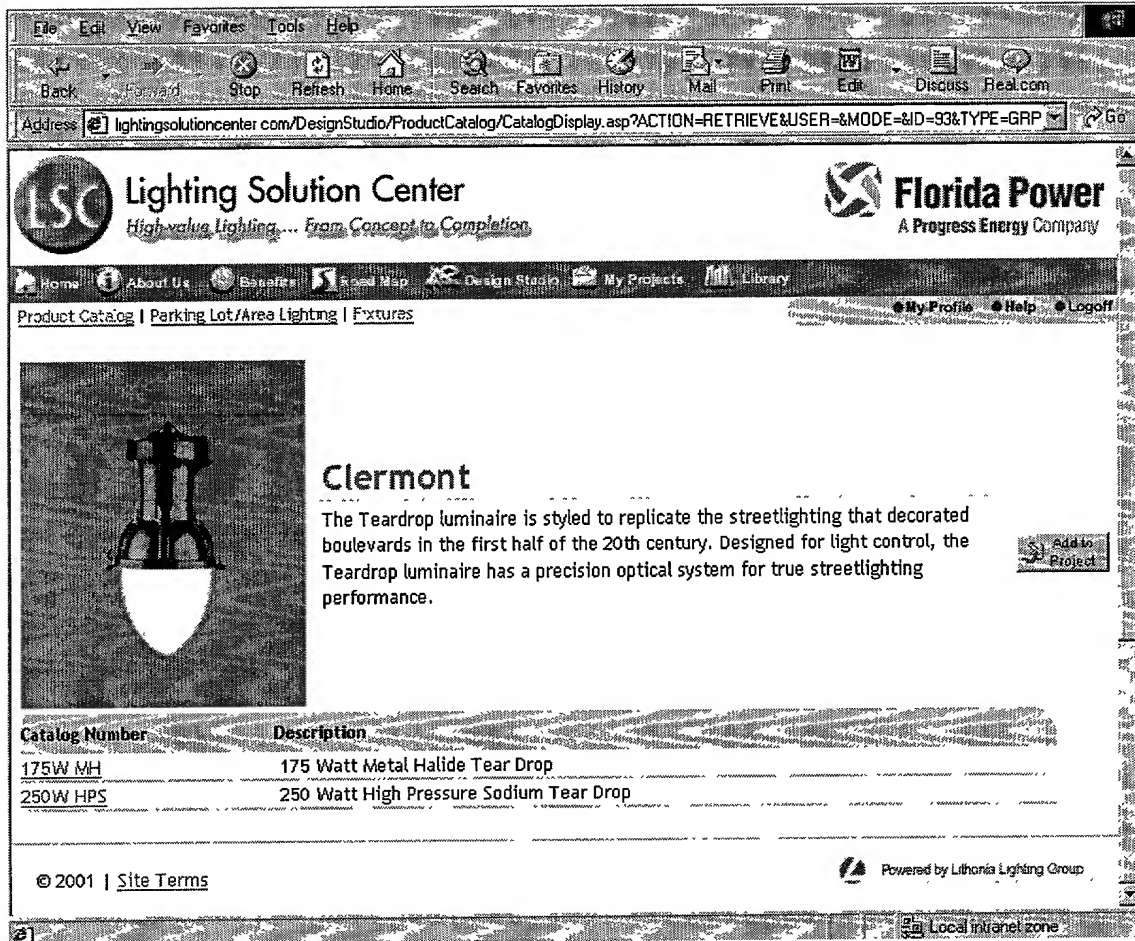 File Edit View Favorites Tools Help
Back Forward Stop Refresh Home Search Favorites History Mail Print Edit Discuss Real.com
Address lightingsolutioncenter com/DesignStudio/ProductCatalog/CatalogDisplay.asp?ACTION=RETRIEVE&USER=&MODE=&ID=93&TYPE=GRP Go
LSC Lighting Solution Center
High-value Lighting.... From Concept to Completion
Florida Power
A Progress Energy Company
Home About Us Benefits Road Map Design Studio My Projects Library
Product Catalog | Parking Lot/Area Lighting | Fixtures
My Profile Help Logoff
Clermont
The Teardrop luminaire is styled to replicate the streetlighting that decorated
boulevards in the first half of the 20th century. Designed for light control, the
Teardrop luminaire has a precision optical system for true streetlighting
performance.
Add to
Project
Catalog Number Description
175W MH 175 Watt Metal Halide Tear Drop
250W HPS 250 Watt High Pressure Sodium Tear Drop
© 2001 | Site Terms
Powered by Lithonia Lighting Group
Local intranet zone